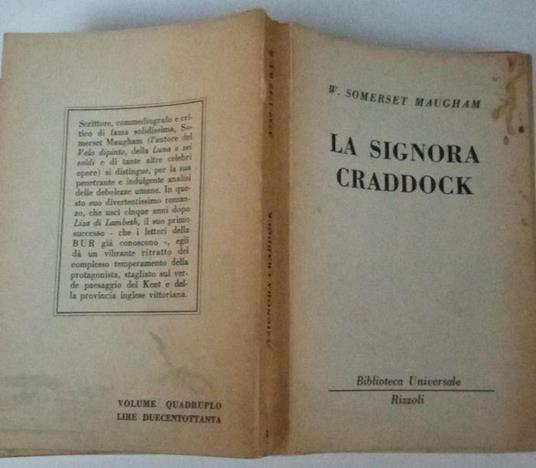 Scrittore, commediografo e cri-
tico di fama solidissima, So-
merset Maugham (l'autore del
Velo dipinto, della Luna e sei
soldi e di tante altre celebri
opere) si distingue, per la sua
penetrante e indulgente analisi
delle debolezze umane. In que-
sto suo divertentissimo roman-
zo, che uscì cinque anni dopo
Liza di Lambeth, il suo primo
successo - che i lettori della
BUR già conoscono -, egli
dà un vibrante ritratto del
complesso temperamento della
protagonista, stagliato sul ver-
de paesaggio del Kent e del-
la provincia inglese vittoriana.
VOLUME QUADRUPLO
LIRE DUECENTOTTANTA
SIGNORA CRADDOCK
W. SOMERSET MAUGHAM
LA SIGNORA
CRADDOCK
Biblioteca Universale
Rizzoli